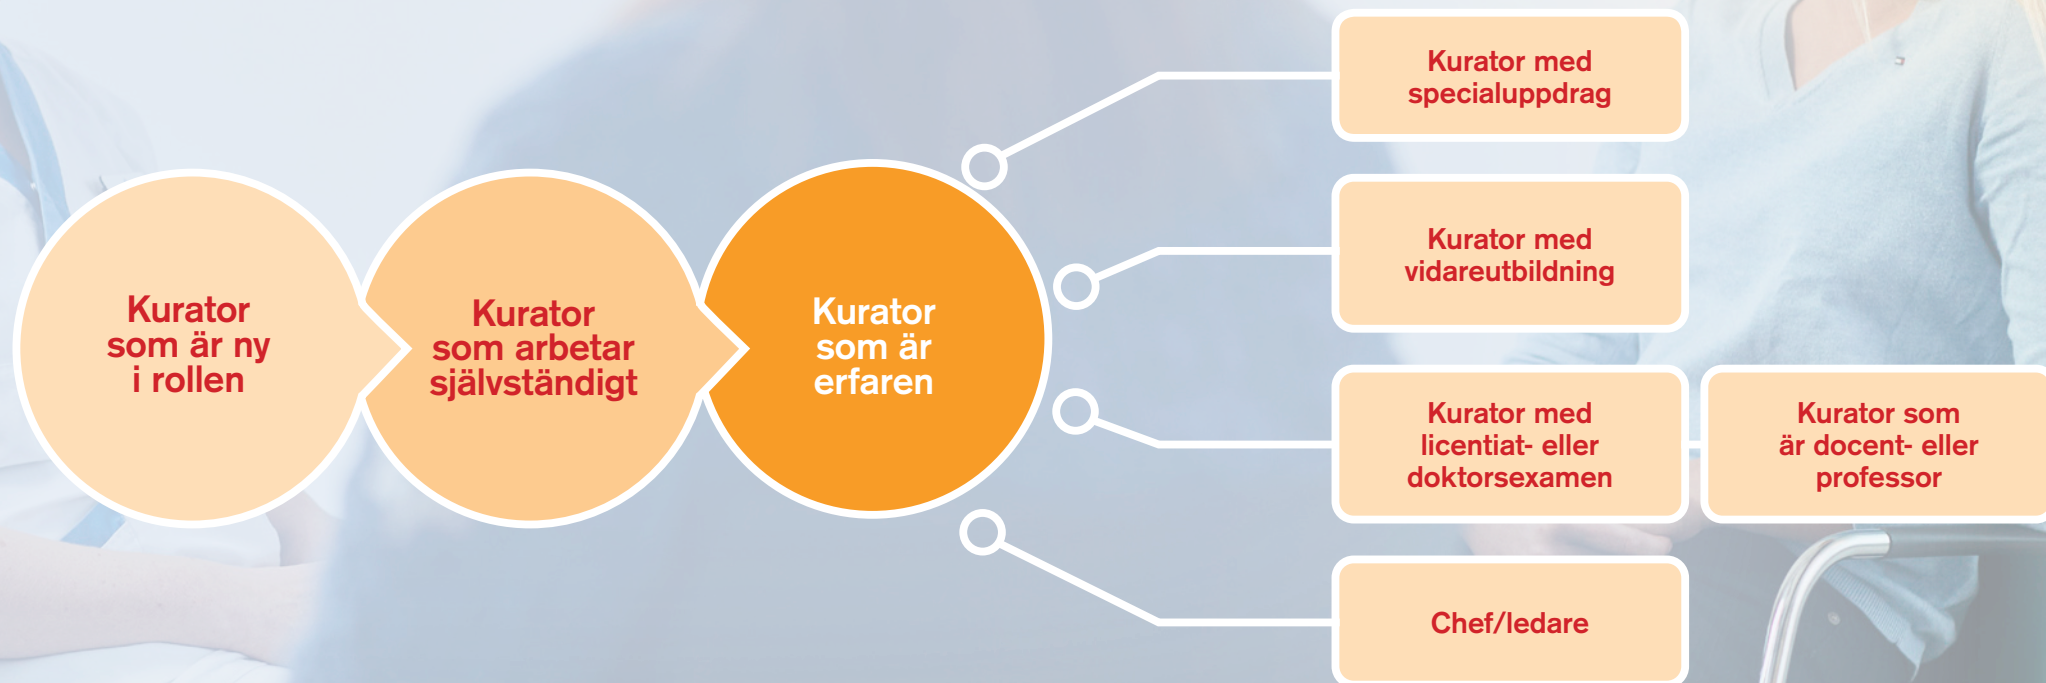 Kurator
som är ny
i rollen
Kurator
som arbetar
självständigt
Kurator
som är
erfaren
Kurator med
specialuppdrag
Kurator med
vidareutbildning
Kurator med
licentiat- eller
doktorsexamen
Kurator som
är docent- eller
professor
Chef/ledare